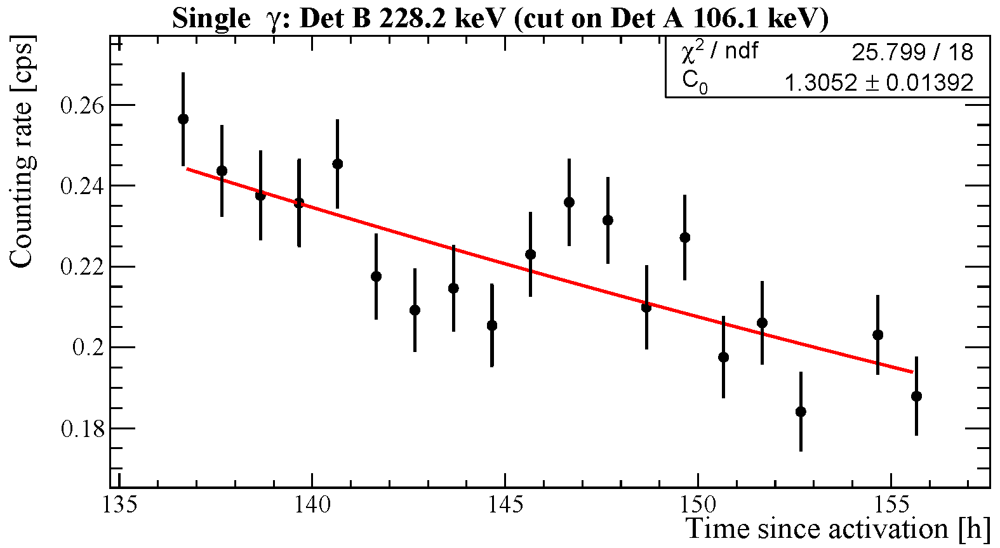 Single γ: Det B 228.2 keV (cut on Det A 106.1 keV)
χ² / ndf 25.799 / 18
C₀ 1.3052 ± 0.01392
Counting rate [cps]
0.26
0.24
0.22
0.2
0.18
135 140 145 150 155
Time since activation [h]